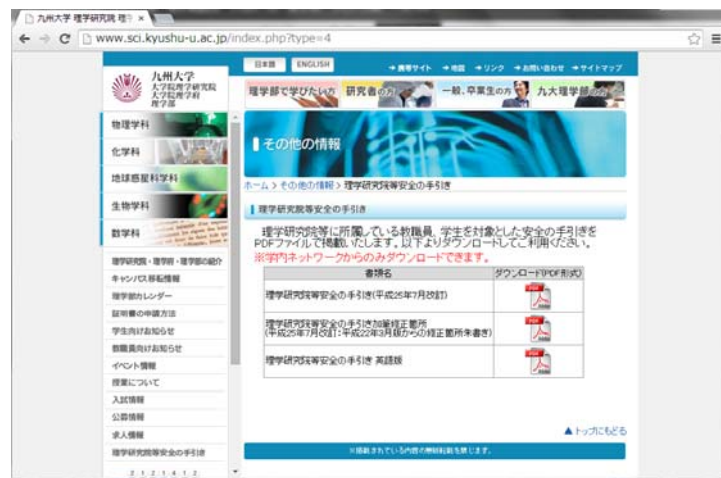 九州大学 理学研究院 理
www.sci.kyushu-u.ac.jp/index.php?type=4
日本語 ENGLISH
携帯サイト 地図 リンク お問い合わせ サイトマップ
九州大学
大学院理学研究院
大学院理学府
理学部
理学部で学びたい方 研究者の方 一般、卒業生の方 九大理学部
物理学科
化学科
地球惑星科学科
生物学科
数学科
理学研究院・理学府・理学部の紹介
キャンパス移転情報
理学部カレンダー
証明書の申請方法
学生向けお知らせ
教職員向けお知らせ
イベント情報
授業について
入試情報
公募情報
求人情報
理学研究院等安全の手引き
2 1 2 1 4 1 2
その他の情報
ホーム > その他の情報 > 理学研究院等安全の手引き
理学研究院等安全の手引き
理学研究院等に所属している教職員、学生を対象とした安全の手引きを
PDFファイルで掲載いたします。以下よりダウンロードしてご利用ください。
※学内ネットワークからのみダウンロードできます。
書類名 ダウンロード(PDF形式)
理学研究院等安全の手引き(平成25年7月改訂)
理学研究院等安全の手引き加筆修正箇所
(平成25年7月改訂：平成22年3月版からの修正箇所朱書き)
理学研究院等安全の手引き 英語版
▲トップにもどる
※掲載されている内容の無断転載を禁じます。